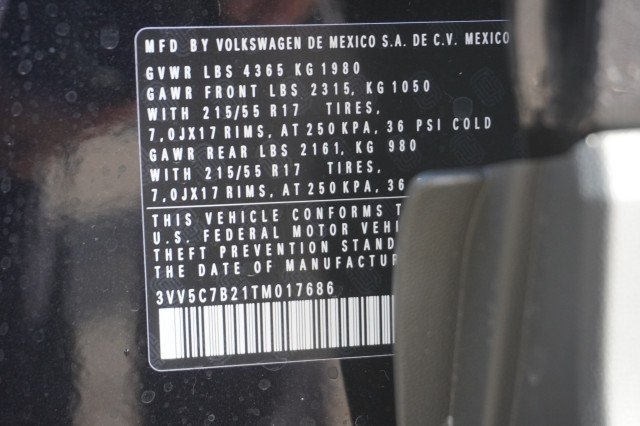 MFD BY VOLKSWAGEN DE MEXICO S.A. DE C.V. MEXICO
GVWR LBS 4365 KG 1980
GAWR FRONT LBS 2315, KG 1050
WITH 215/55 R17 TIRES,
7,0JX17 RIMS, AT 250 KPA, 36 PSI COLD
GAWR REAR LBS 2161, KG 980
WITH 215/55 R17 TIRES,
7,0JX17 RIMS, AT 250 KPA, 36
THIS VEHICLE CONFORMS
U.S. FEDERAL MOTOR
THEFT PREVENTION
THE DATE OF
3VV5C7B21TM017686